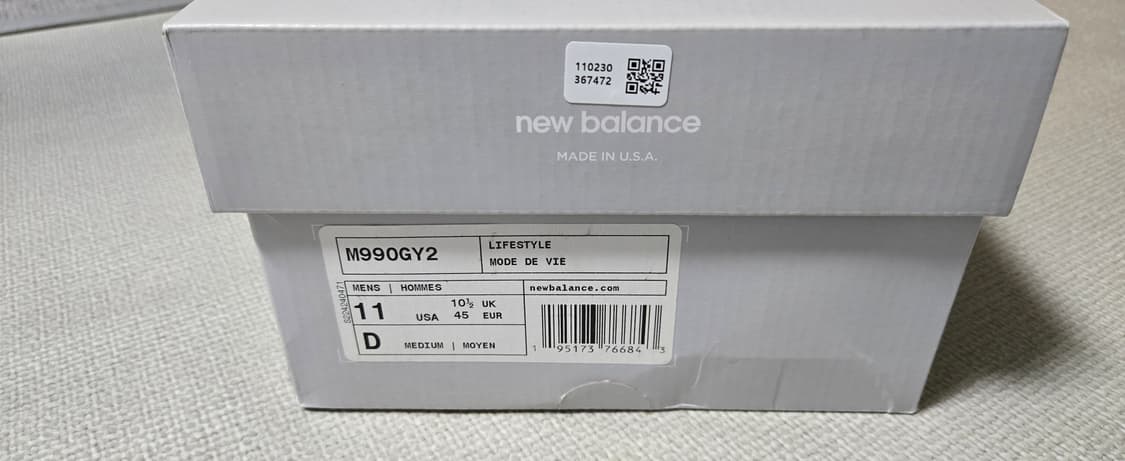 110230
367472
new balance
MADE IN U.S.A.
M990GY2
LIFESTYLE
MODE DE VIE
MENS | HOMMES
newbalance.com
S224240471
11 USA
10½ UK
45 EUR
D MEDIUM | MOYEN
1 95173 76684 3